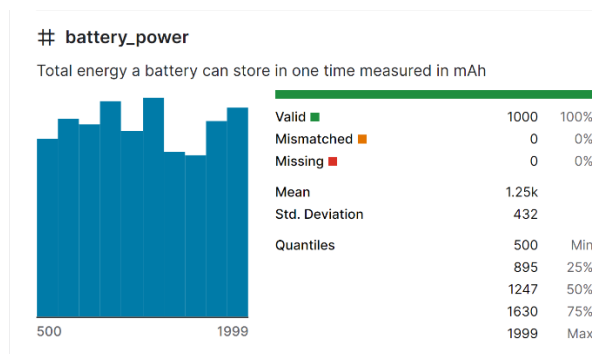 # battery_power
Total energy a battery can store in one time measured in mAh
Valid 1000 100%
Mismatched 0 0%
Missing 0 0%
Mean 1.25k
Std. Deviation 432
Quantiles 500 Min
895 25%
1247 50%
1630 75%
1999 Max
500 1999